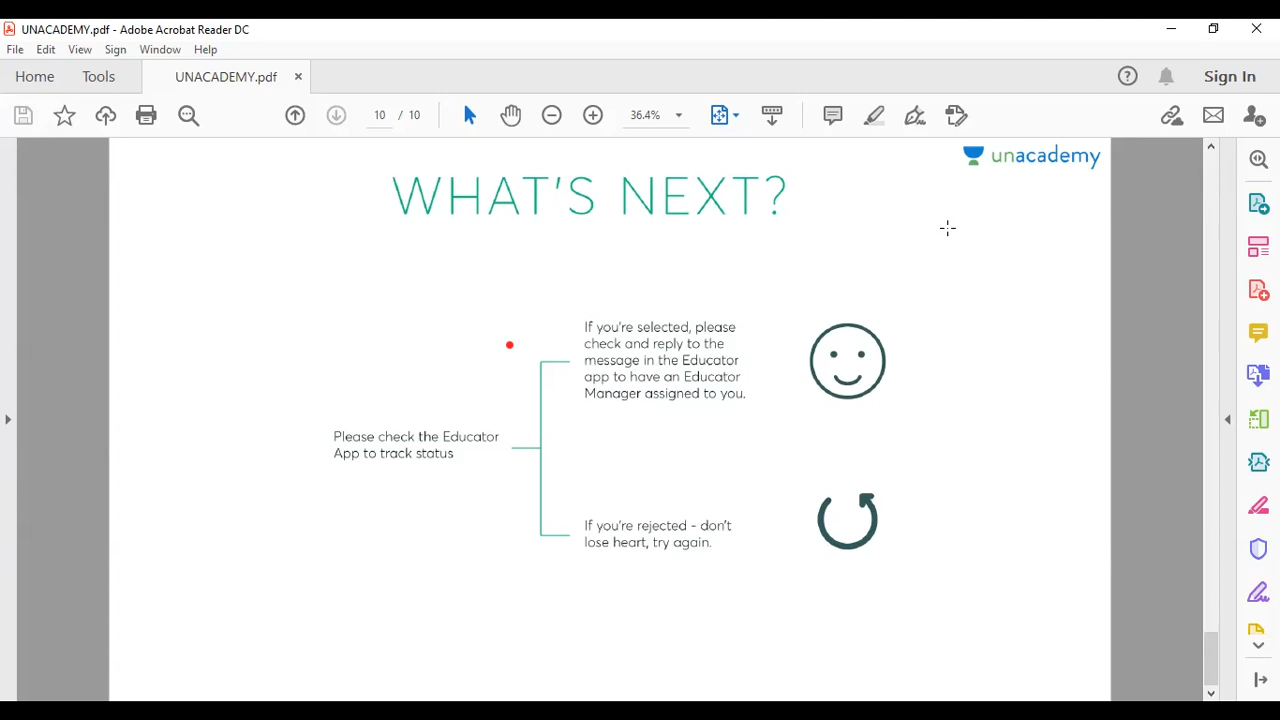 UNACADEMY.pdf - Adobe Acrobat Reader DC
File Edit View Sign Window Help
Home Tools UNACADEMY.pdf × Sign In
10 / 10 36.4%
unacademy
WHAT'S NEXT?
If you're selected, please
check and reply to the
message in the Educator
app to have an Educator
Manager assigned to you.
Please check the Educator
App to track status
If you're rejected - don't
lose heart, try again.